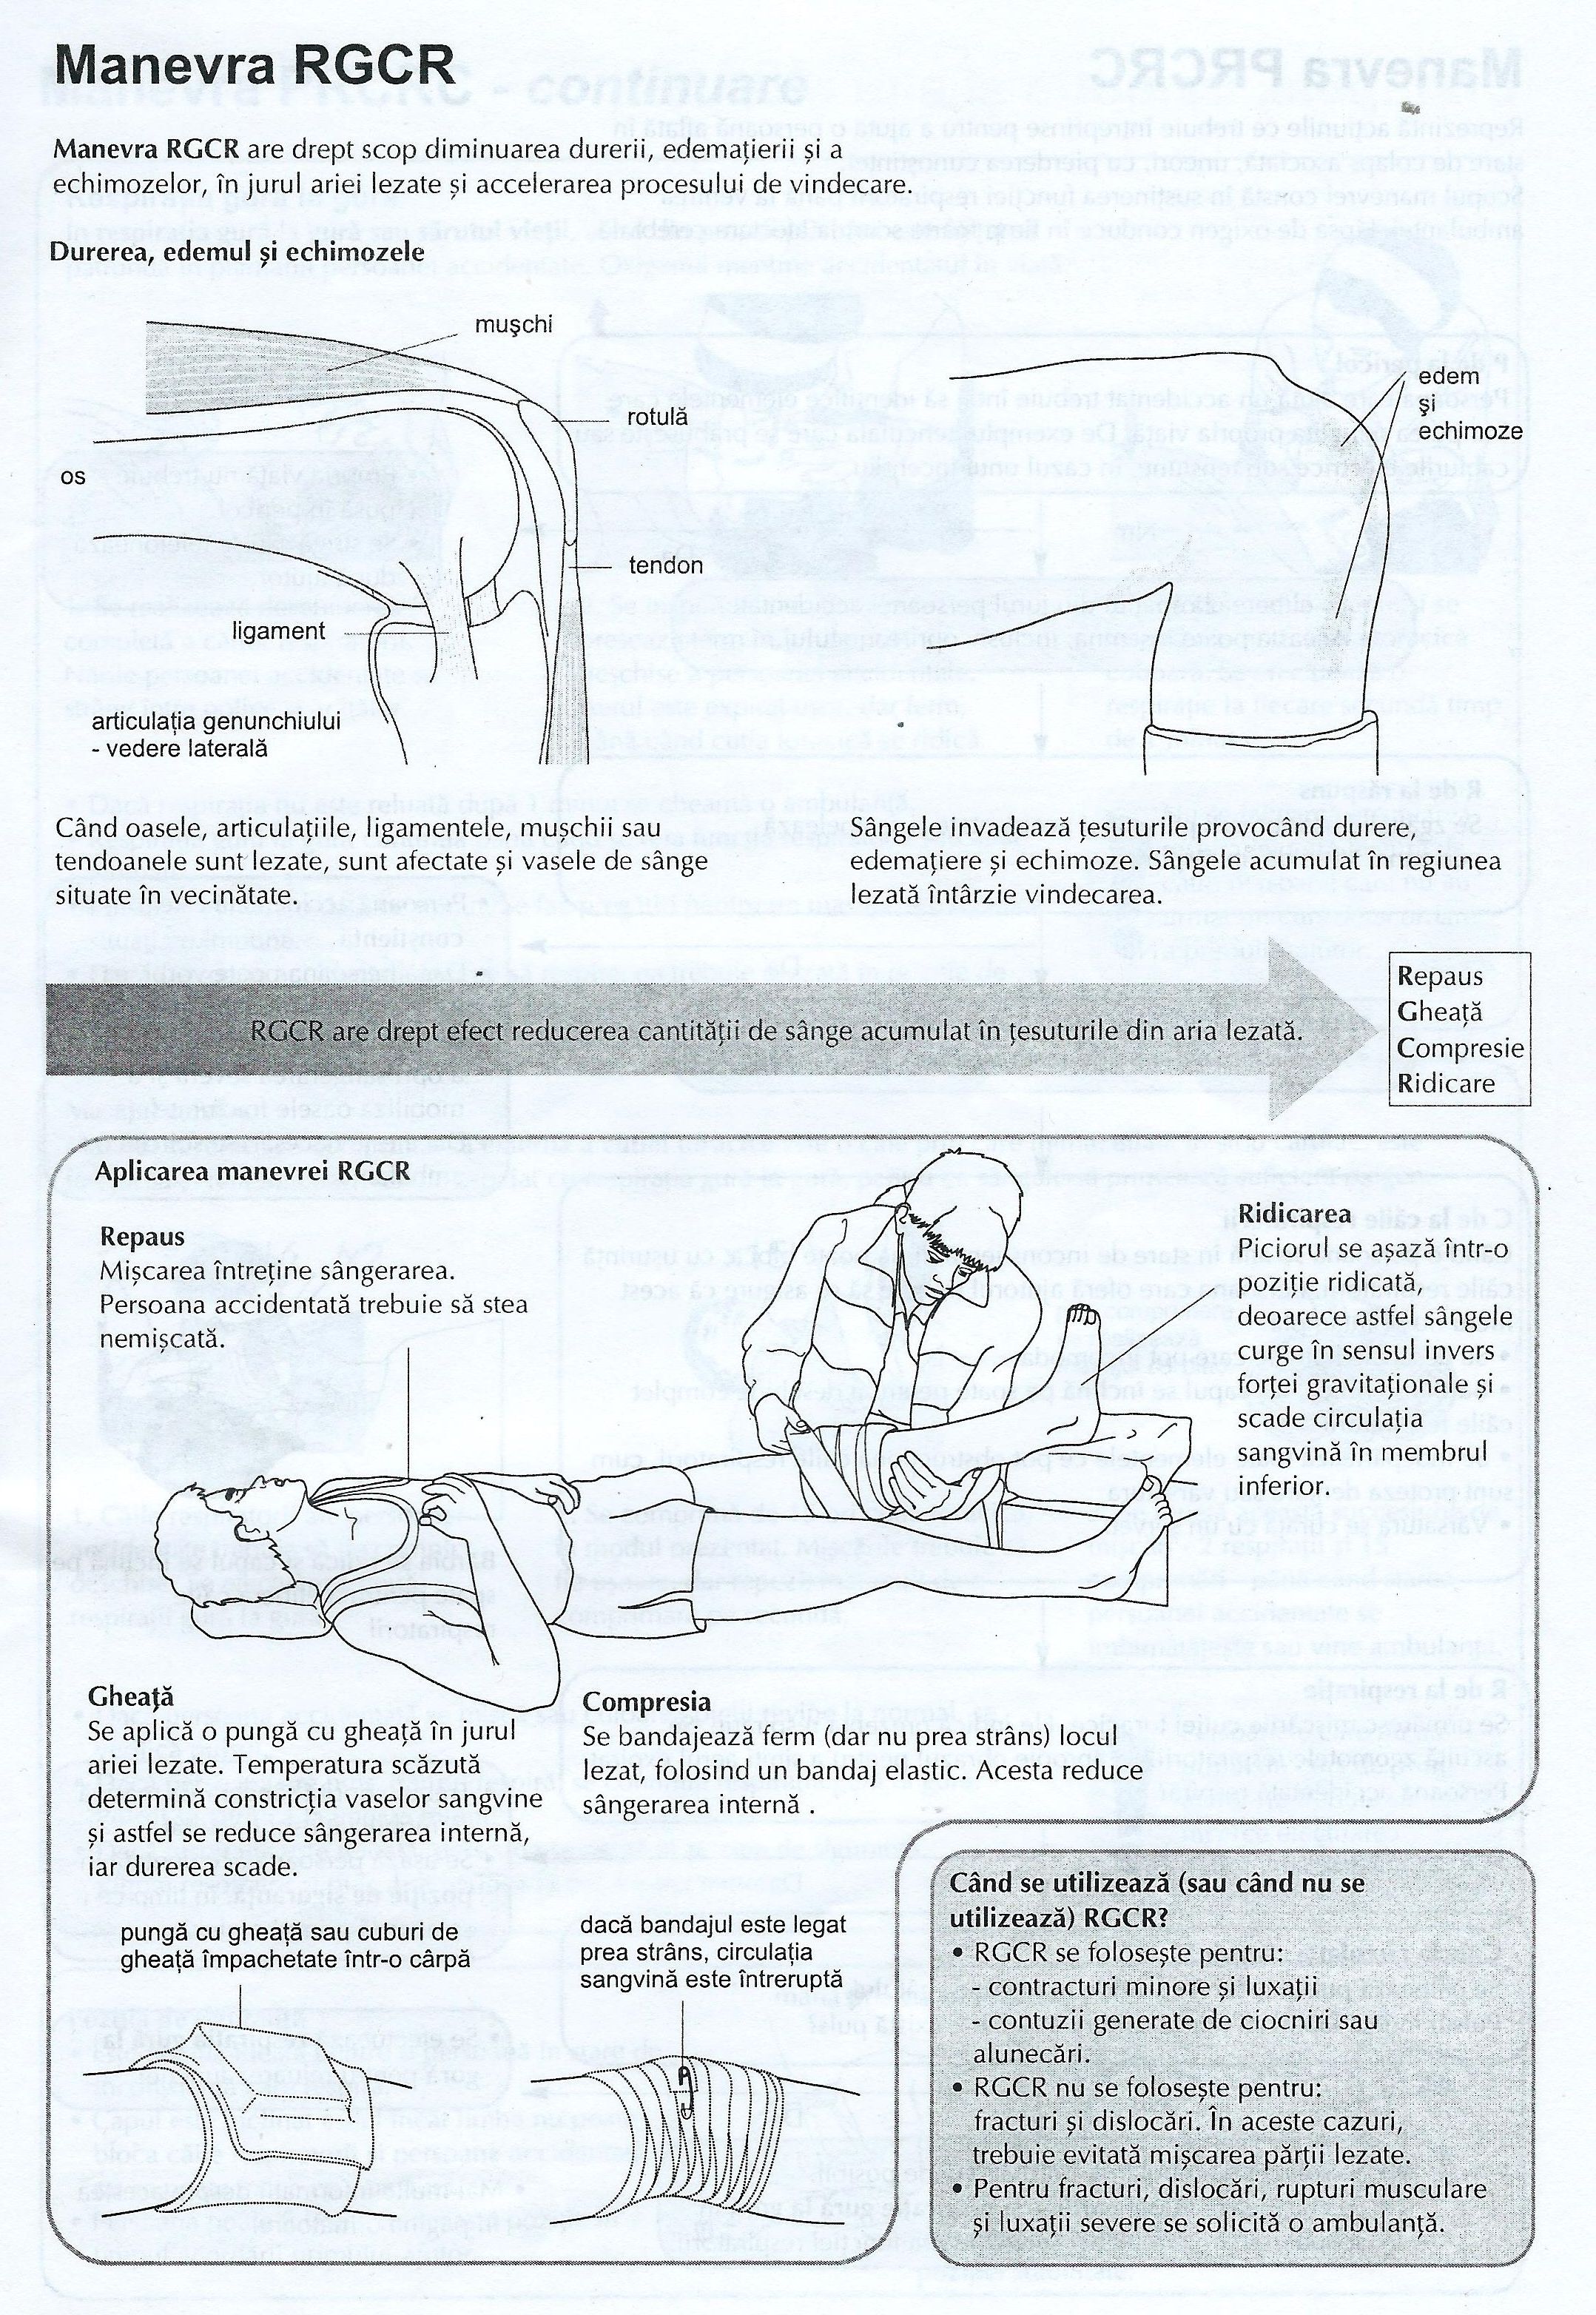 Manevra RGCR
Manevra RGCR are drept scop diminuarea durerii, edemațierii și a
echimozelor, în jurul ariei lezate și accelerarea procesului de vindecare.
Durerea, edemul și echimozele
mușchi
rotulă
os
tendon
ligament
articulația genunchiului
- vedere laterală
edem
și
echimoze
Când oasele, articulațiile, ligamentele, mușchii sau
tendoanele sunt lezate, sunt afectate și vasele de sânge
situate în vecinătate.
Sângele invadează țesuturile provocând durere,
edemațiere și echimoze. Sângele acumulat în regiunea
lezată întârzie vindecarea.
RGCR are drept efect reducerea cantității de sânge acumulat în țesuturile din aria lezată.
Repaus
Gheață
Compresie
Ridicare
Aplicarea manevrei RGCR
Repaus
Mișcarea întreține sângerarea.
Persoana accidentată trebuie să stea
nemișcată.
Ridicarea
Piciorul se așază într-o
poziție ridicată,
deoarece astfel sângele
curge în sensul invers
forței gravitaționale și
scade circulația
sangvină în membrul
inferior.
Gheață
Se aplică o pungă cu gheață în jurul
ariei lezate. Temperatura scăzută
determină constricția vaselor sangvine
și astfel se reduce sângerarea internă,
iar durerea scade.
Compresia
Se bandajează ferm (dar nu prea strâns) locul
lezat, folosind un bandaj elastic. Acesta reduce
sângerarea internă .
pungă cu gheață sau cuburi de
gheață împachetate într-o cârpă
dacă bandajul este legat
prea strâns, circulația
sangvină este întreruptă
Când se utilizează (sau când nu se
utilizează) RGCR?
• RGCR se folosește pentru:
- contracturi minore și luxații
- contuzii generate de ciocniri sau
alunecări.
• RGCR nu se folosește pentru:
fracturi și dislocări. În aceste cazuri,
trebuie evitată mișcarea părții lezate.
• Pentru fracturi, dislocări, rupturi musculare
și luxații severe se solicită o ambulanță.